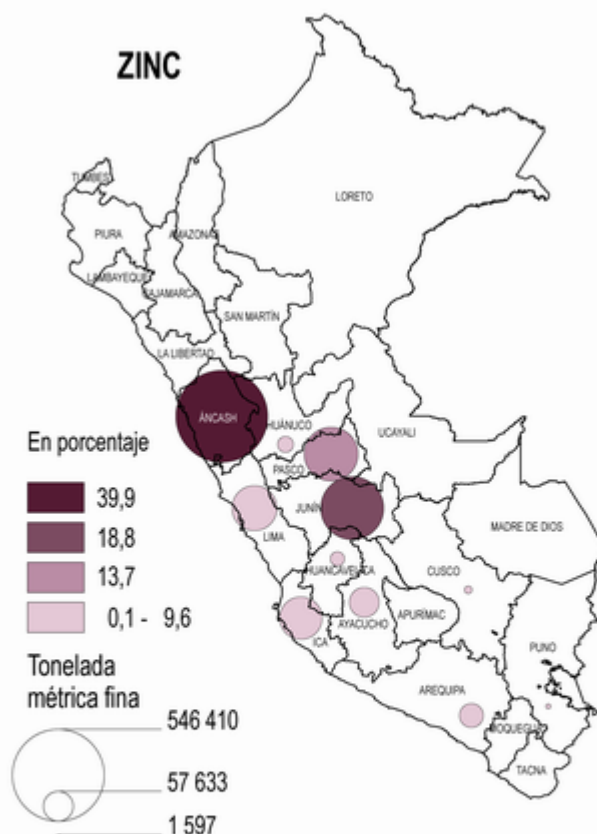 ZINC
TUMBES
LORETO
PIURA
AMAZONAS
LAMBAYEQUE
CAJAMARCA
SAN MARTÍN
LA LIBERTAD
ÁNCASH
HUÁNUCO
UCAYALI
En porcentaje
PASCO
39,9
JUNÍN
18,8
MADRE DE DIOS
LIMA
13,7
HUANCAVELICA
CUSCO
0,1 - 9,6
AYACUCHO
APURÍMAC
ICA
PUNO
Tonelada
métrica fina
AREQUIPA
546 410
MOQUEGUA
TACNA
57 633
1 597